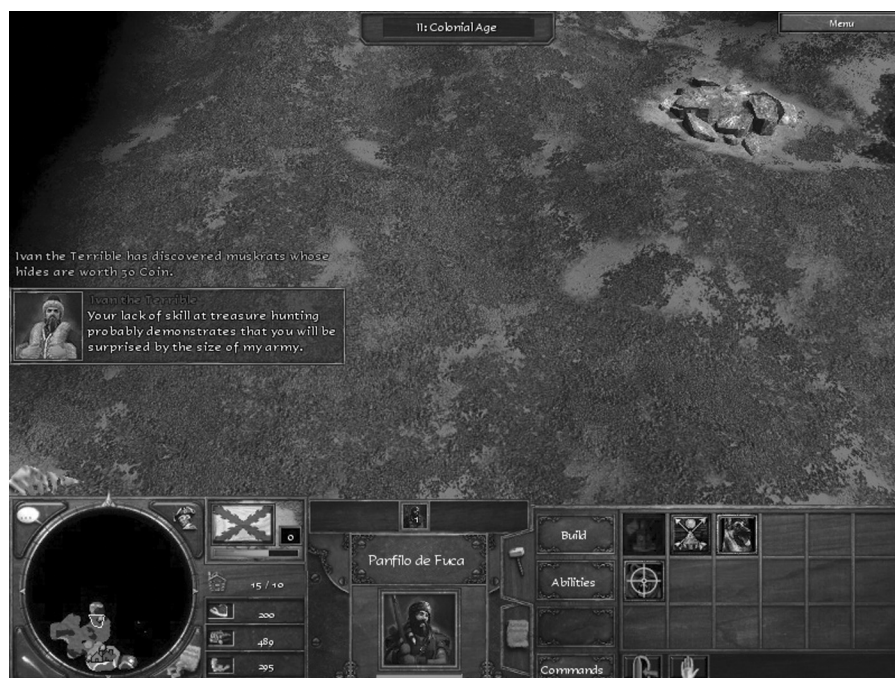 II: Colonial Age
Menu
Ivan the Terrible has discovered muskrats whose
hides are worth 30 Coin.
Ivan the Terrible
Your lack of skill at treasure hunting
probably demonstrates that you will be
surprised by the size of my army.
0
1
Build
Panfilo de Fuca
15 / 10
Abilities
200
489
295
Commands